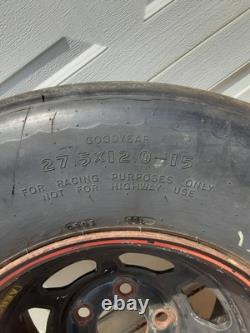 GOODYEAR
27.5X12.0-15
FOR RACING PURPOSES ONLY
NOT FOR HIGHWAY USE